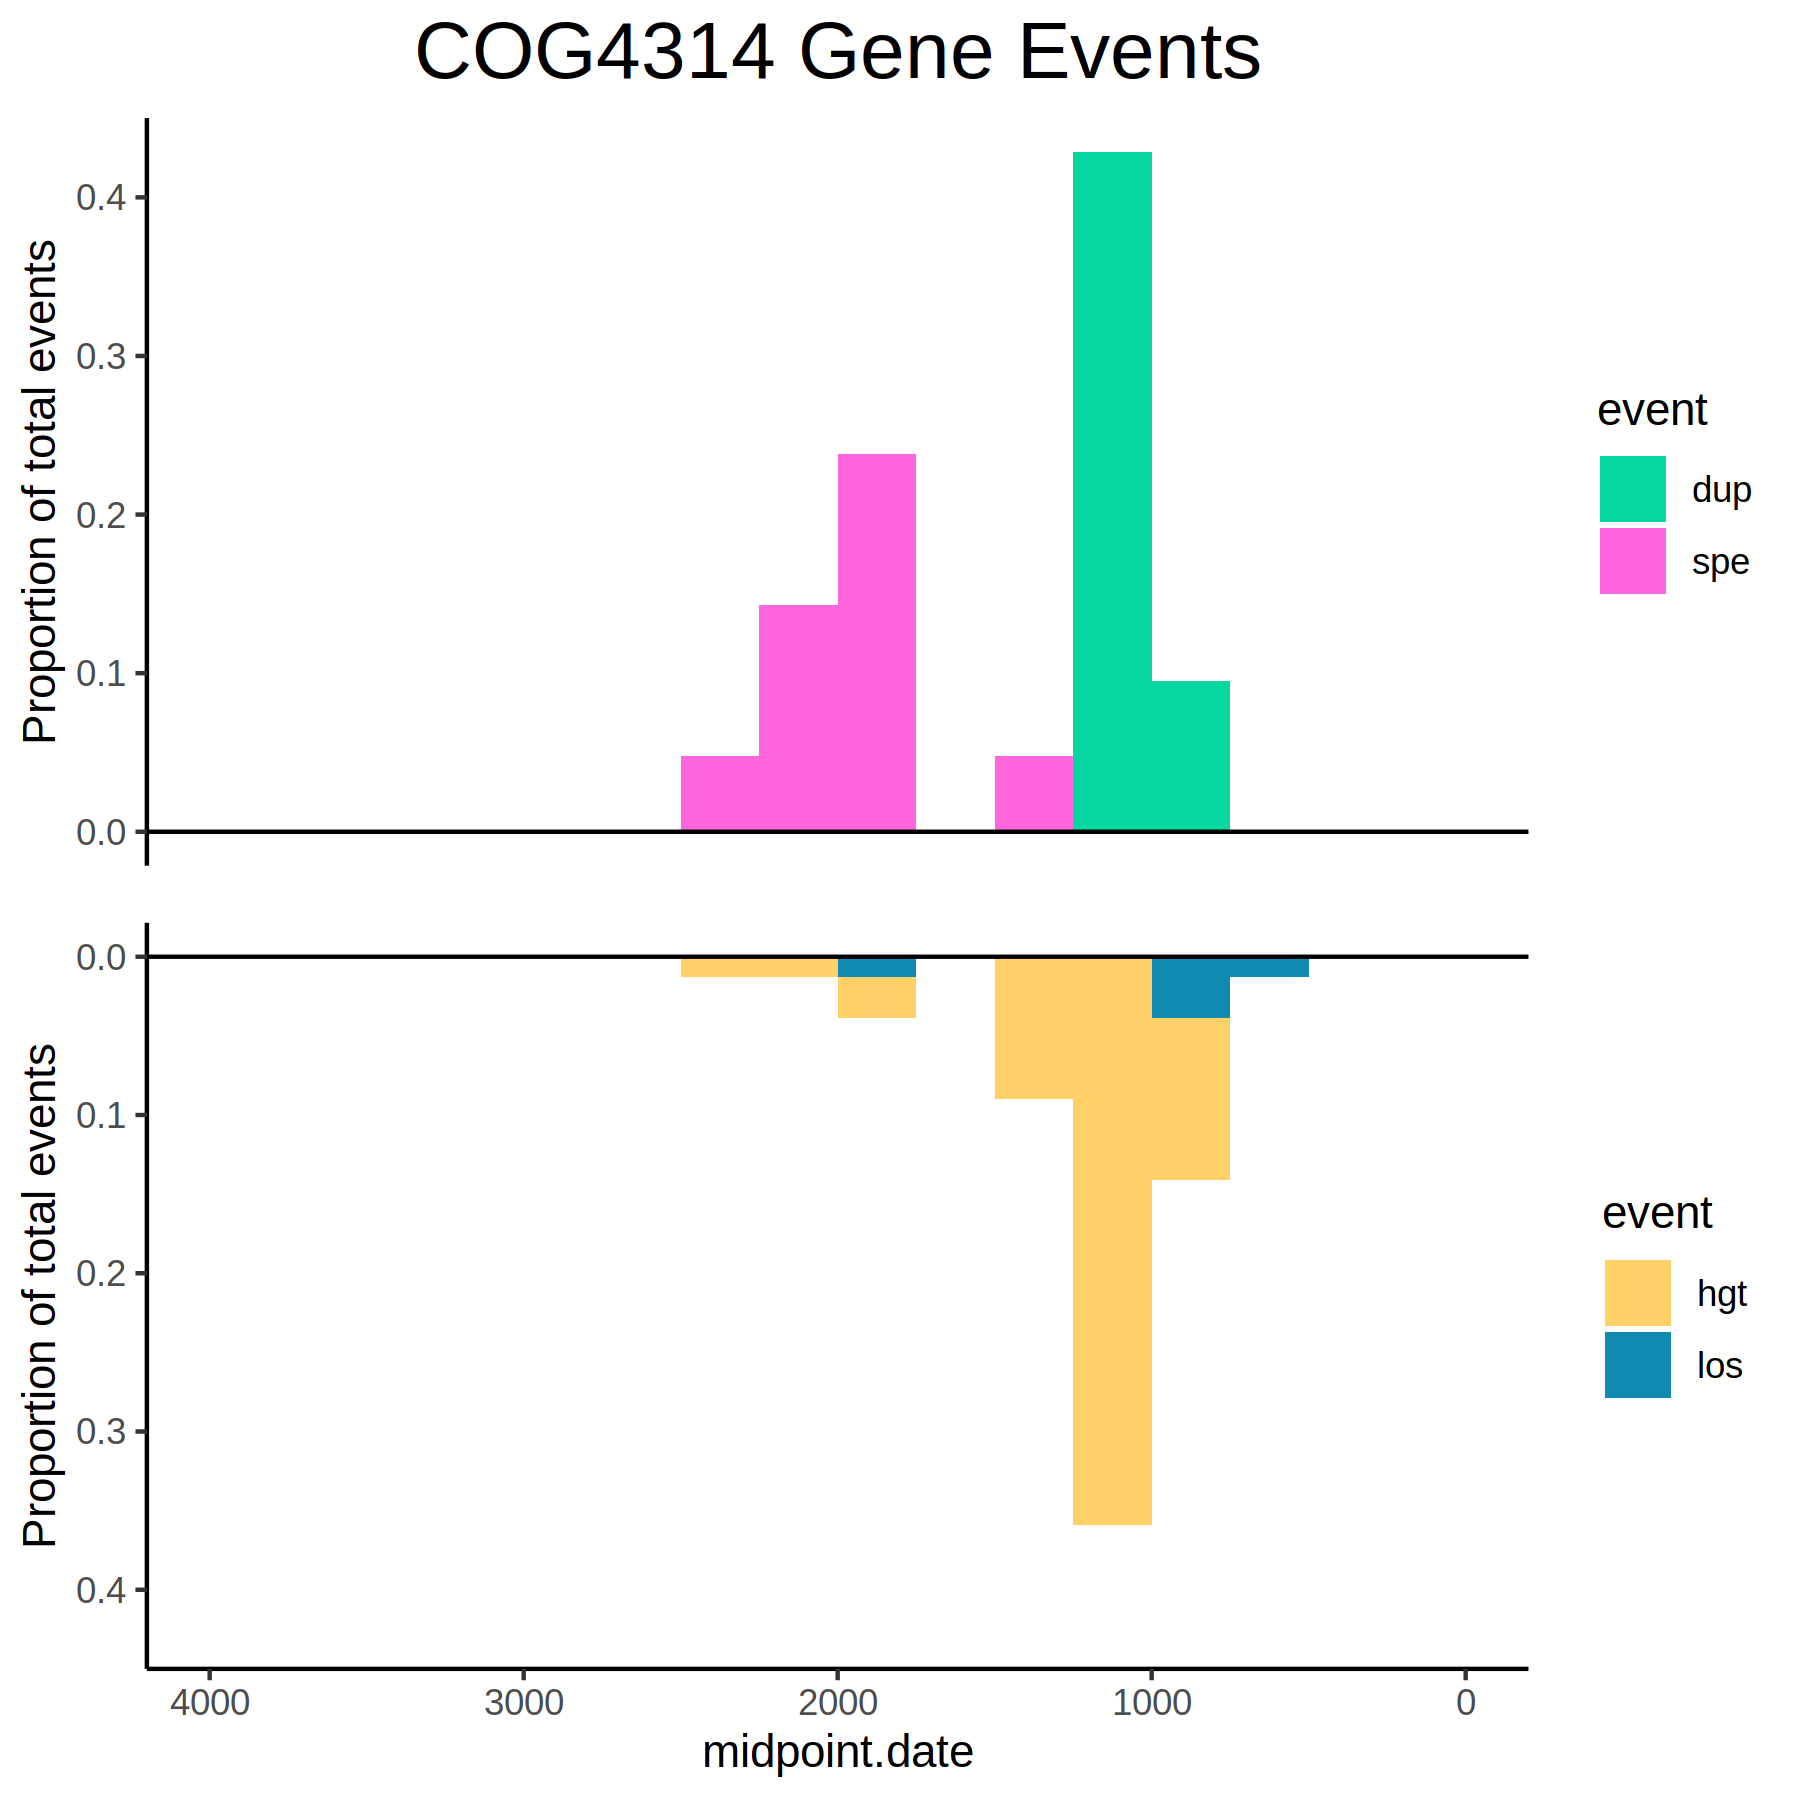 COG4314 Gene Events
Proportion of total events
0.4
0.3
0.2
0.1
0.0
event
dup
spe
Proportion of total events
0.0
0.1
0.2
0.3
0.4
event
hgt
los
4000 3000 2000 1000 0
midpoint.date